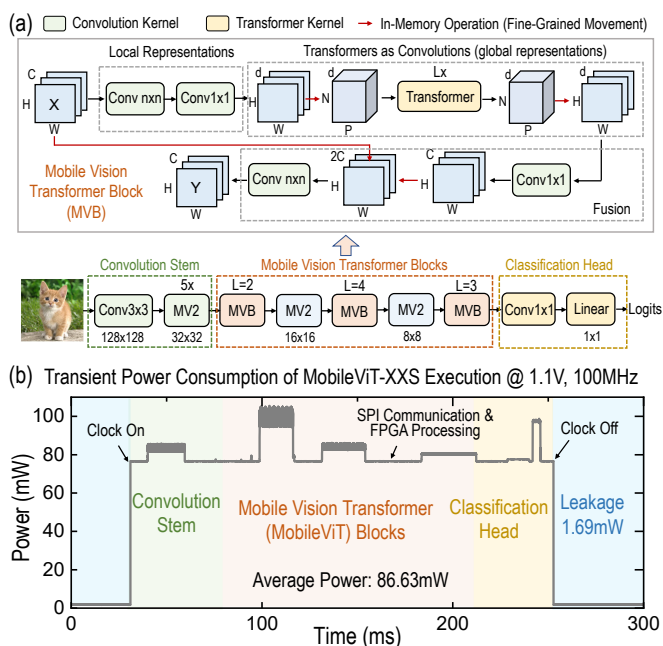 (a) Convolution Kernel Transformer Kernel In-Memory Operation (Fine-Grained Movement)
Local Representations
Transformers as Convolutions (global representations)
C
H
X
W
Conv nxn
Conv1x1
d
H
W
d
N
P
Lx
Transformer
d
N
P
d
H
W
Mobile Vision
Transformer Block
(MVB)
C
H
Y
W
Conv nxn
2C
H
W
C
H
W
Conv1x1
Fusion
Convolution Stem
Mobile Vision Transformer Blocks
Classification Head
5x
L=2
L=4
L=3
Conv3x3
MV2
MVB
MV2
MVB
MV2
MVB
Conv1x1
Linear
Logits
128x128
32x32
16x16
8x8
1x1
(b) Transient Power Consumption of MobileViT-XXS Execution @ 1.1V, 100MHz
Power (mW)
100
80
60
40
20
0
Clock On
SPI Communication &
FPGA Processing
Clock Off
Convolution
Stem
Mobile Vision Transformer
(MobileViT) Blocks
Classification
Head
Leakage
1.69mW
Average Power: 86.63mW
0
100
200
300
Time (ms)